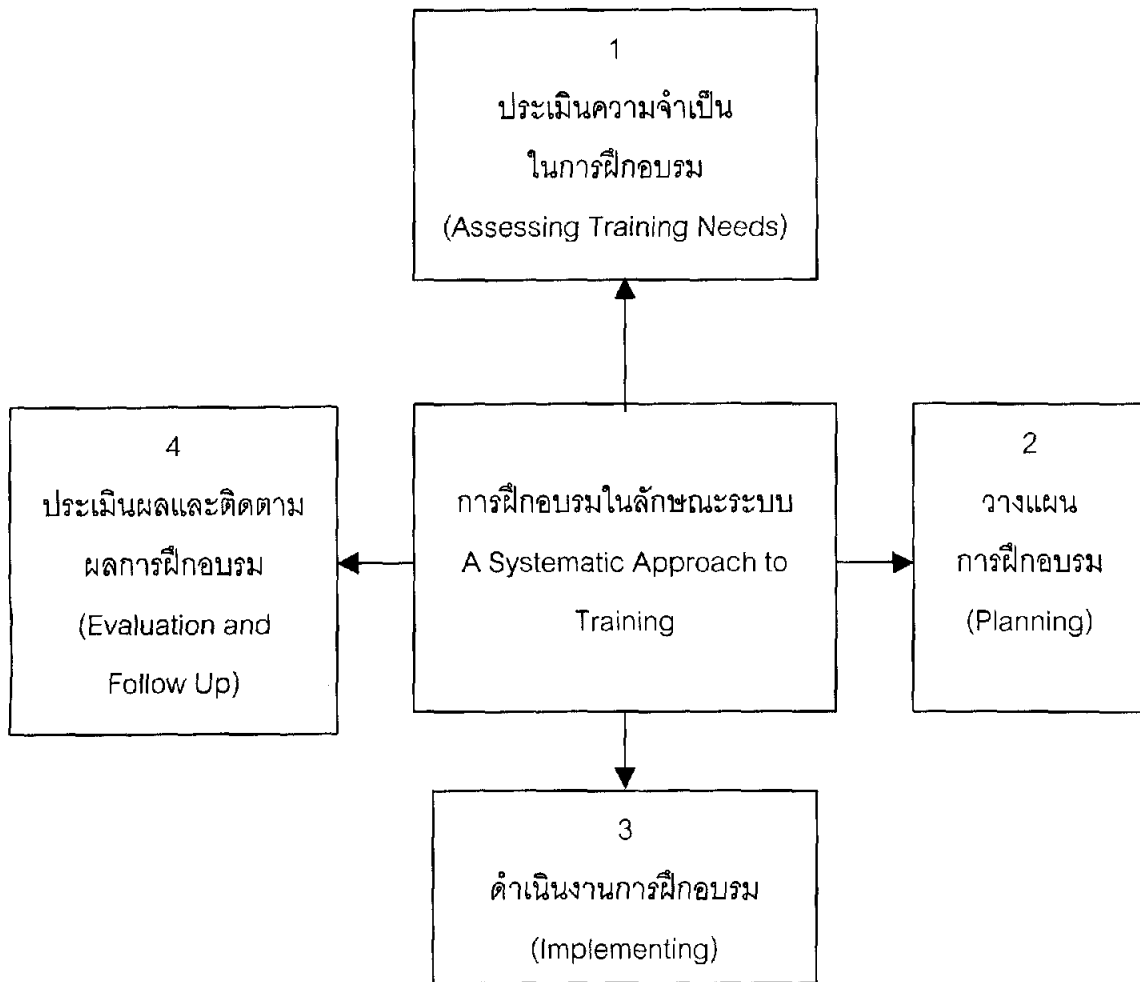 1
ประเมินความจำเป็น
ในการฝึกอบรม
(Assessing Training Needs)
4
ประเมินผลและติดตาม
ผลการฝึกอบรม
(Evaluation and
Follow Up)
การฝึกอบรมในลักษณะระบบ
A Systematic Approach to
Training
2
วางแผน
การฝึกอบรม
(Planning)
3
ดำเนินงานการฝึกอบรม
(Implementing)